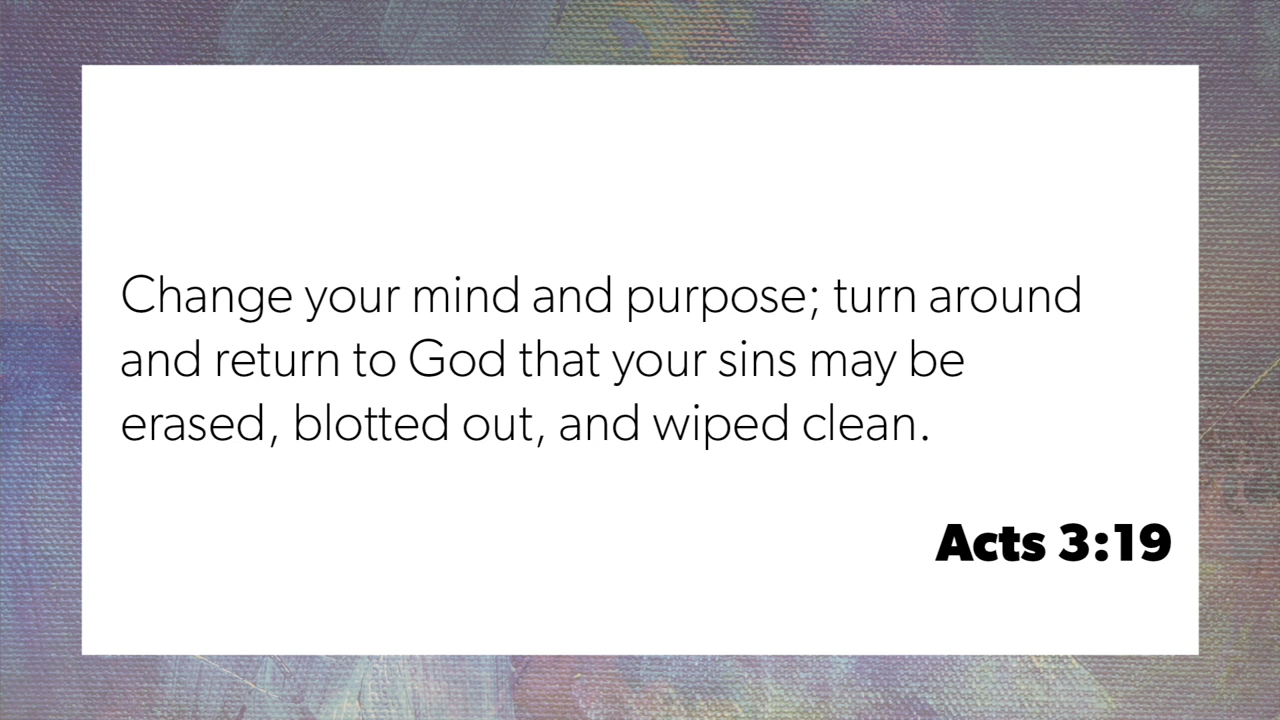 Change your mind and purpose; turn around
and return to God that your sins may be
erased, blotted out, and wiped clean.
Acts 3:19